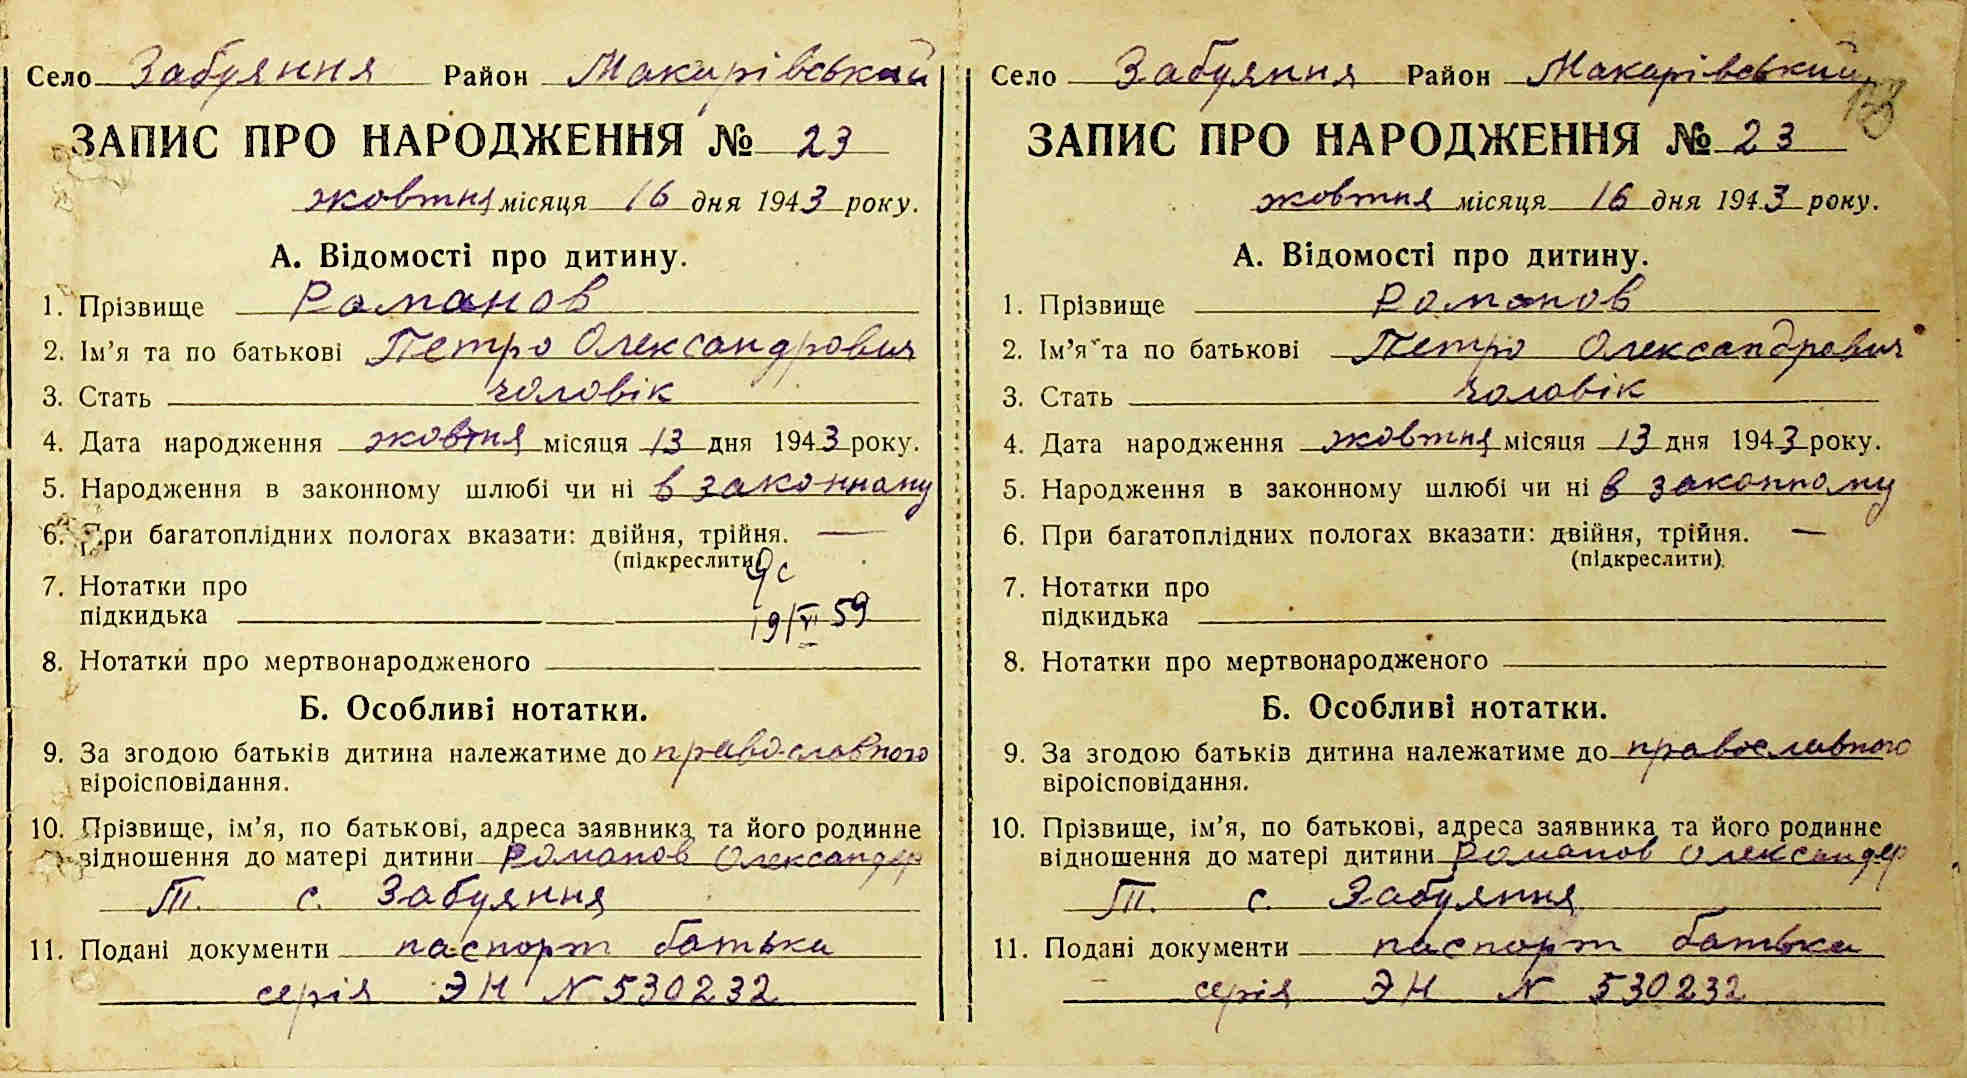 Село Забуяння Район Макарівський
ЗАПИС ПРО НАРОДЖЕННЯ № 23
жовтня місяця 16 дня 1943 року.
А. Відомості про дитину.
1. Прізвище Романов
2. Ім'я та по батькові Петро Олександрович
3. Стать чоловік
4. Дата народження жовтня місяця 13 дня 1943 року.
5. Народження в законному шлюбі чи ні в законному
6. При багатоплідних пологах вказати: двійня, трійня. —
(підкреслити)
7. Нотатки про
підкидька 19/VI 59
8. Нотатки про мертвонародженого
Б. Особливі нотатки.
9. За згодою батьків дитина належатиме до православного
віроісповідання.
10. Прізвище, ім'я, по батькові, адреса заявника та його родинне
відношення до матері дитини Романов Олександер
Т. с. Забуяння
11. Подані документи паспорт батька
серія ЭН N 530232
Село Забуяння Район Макарівський
ЗАПИС ПРО НАРОДЖЕННЯ № 23
жовтня місяця 16 дня 1943 року.
А. Відомості про дитину.
1. Прізвище Романов
2. Ім'я та по батькові Петро Олександрович
3. Стать чоловік
4. Дата народження жовтня місяця 13 дня 1943 року.
5. Народження в законному шлюбі чи ні в законному
6. При багатоплідних пологах вказати: двійня, трійня. —
(підкреслити)
7. Нотатки про
підкидька
8. Нотатки про мертвонародженого
Б. Особливі нотатки.
9. За згодою батьків дитина належатиме до православного
віроісповідання.
10. Прізвище, ім'я, по батькові, адреса заявника та його родинне
відношення до матері дитини Романов Олександер
Т. с. Забуяння
11. Подані документи паспорт батька
серія ЭН N 530232